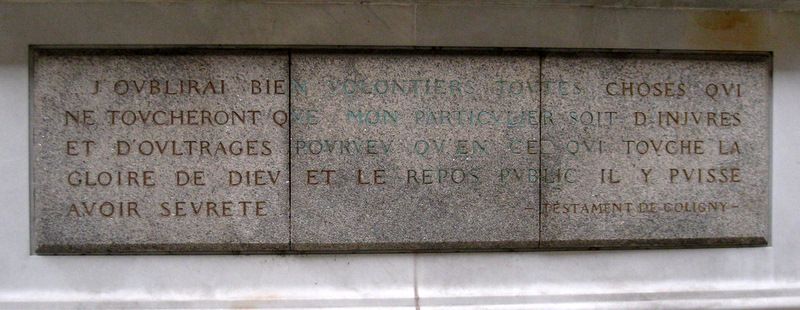 J'OVBLIRAI BIEN VOLONTIERS TOVTES CHOSES QVI
NE TOVCHERONT QVE MON PARTICVLIER SOIT D'INJVRES
ET D'OVLTRAGES POVRVEV QV'EN CE QVI TOVCHE LA
GLOIRE DE DIEV ET LE REPOS PVBLIC IL Y PVISSE
AVOIR SEVRETE
- TESTAMENT DE COLIGNY -